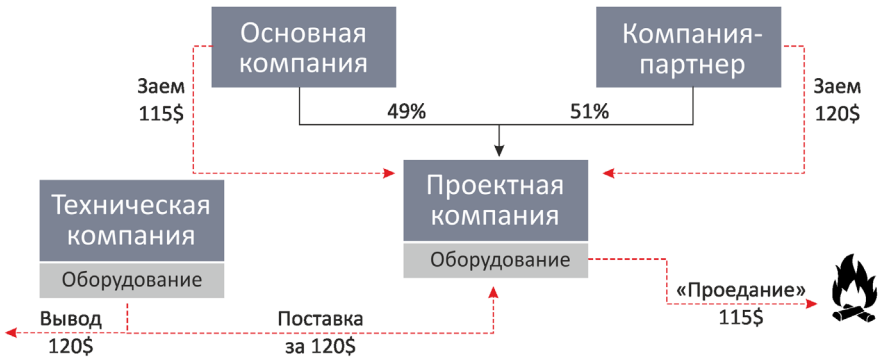 Основная
компания
Компания-
партнер
Заем
115$
49%
51%
Заем
120$
Проектная
компания
Оборудование
Техническая
компания
Оборудование
«Проедание»
115$
Вывод
120$
Поставка
за 120$